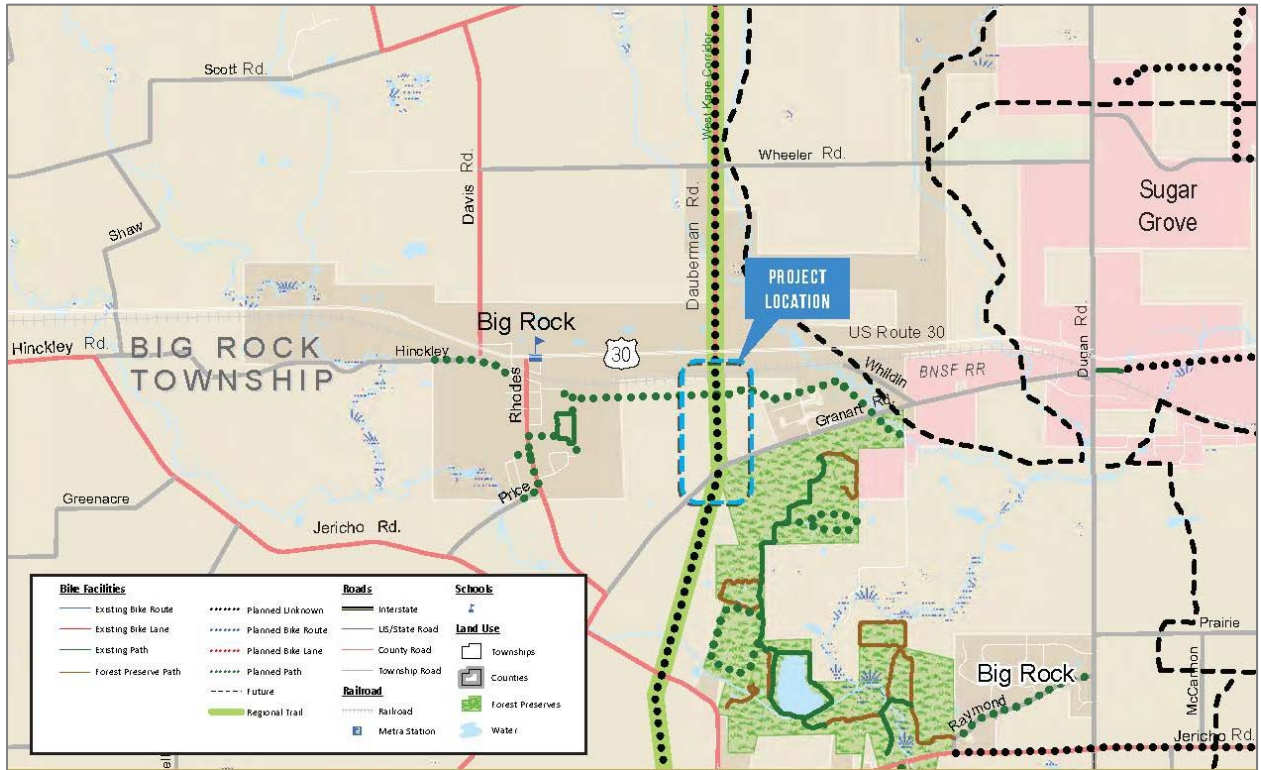 Scott Rd.
West Kane Corridor
Wheeler Rd.
Davis Rd.
Dauberman Rd.
Sugar
Grove
Shaw
PROJECT
LOCATION
Big Rock
30
US Route 30
Hinckley Rd.
BIG ROCK
TOWNSHIP
Hinckley
Rhodes
Whildin
BNSF RR
Dugan Rd.
Granart Rd.
Price
Greenacre
Jericho Rd.
Prairie
McCannon
Big Rock
Raymond
Jericho Rd.
Bike Facilities
Existing Bike Route
Existing Bike Lane
Existing Path
Forest Preserve Path
Planned Unknown
Planned Bike Route
Planned Bike Lane
Planned Path
Future
Regional Trail
Roads
Interstate
US/State Road
County Road
Township Road
Railroad
Railroad
Metra Station
Schools
Land Use
Townships
Counties
Forest Preserves
Water